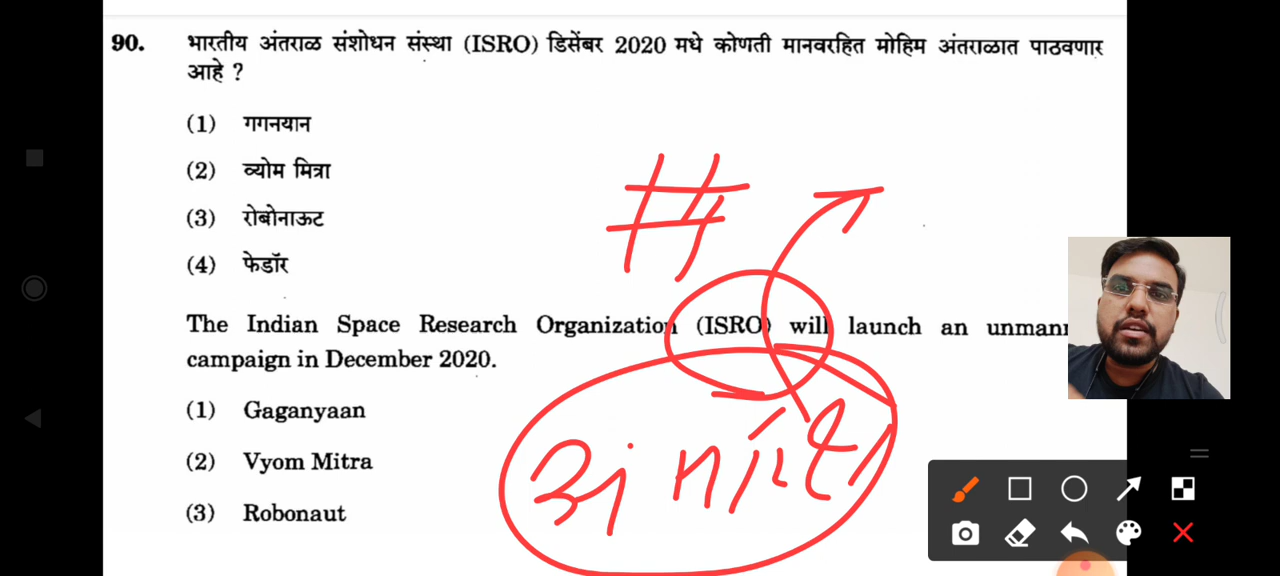 90. भारतीय अंतराळ संशोधन संस्था (ISRO) डिसेंबर 2020 मधे कोणती मानवरहित मोहिम अंतराळात पाठवणार
आहे ?
(1) गगनयान
(2) व्योम मित्रा
(3) रोबोनाऊट
(4) फेडॉर
The Indian Space Research Organization (ISRO) will launch an unmann
campaign in December 2020.
(1) Gaganyaan
(2) Vyom Mitra
(3) Robonaut
#